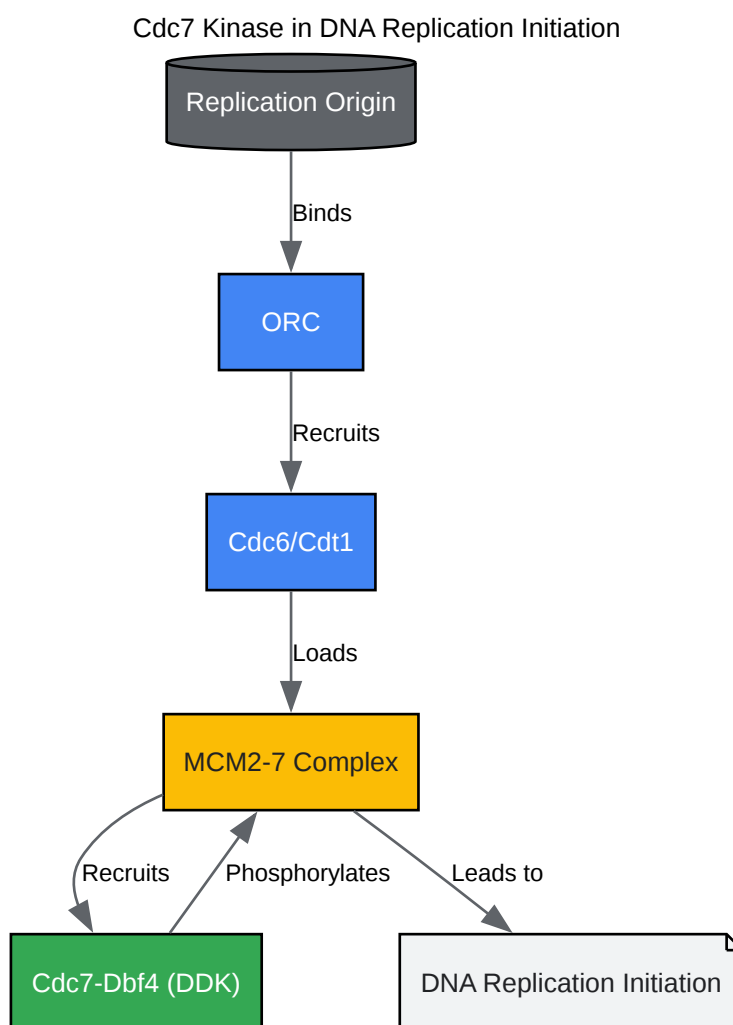 Cdc7 Kinase in DNA Replication Initiation
Replication Origin
Binds
ORC
Recruits
Cdc6/Cdt1
Loads
MCM2-7 Complex
Recruits
Phosphorylates
Leads to
Cdc7-Dbf4 (DDK)
DNA Replication Initiation